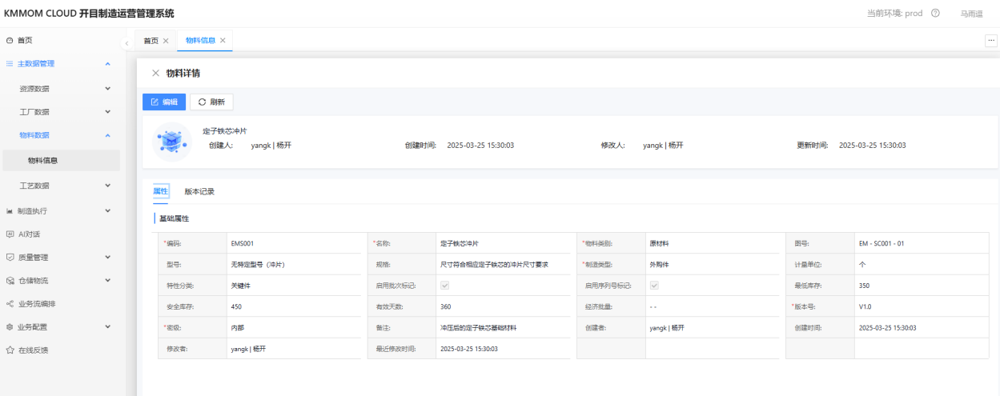 KMMOM CLOUD 开目制造运营管理系统
当前环境: prod
马雨逗
首页
主数据管理
资源数据
工厂数据
物料数据
物料信息
工艺数据
制造执行
AI对话
质量管理
仓储物流
业务流编排
业务配置
在线反馈
首页 物料信息
物料详情
编辑 刷新
定子铁芯冲片
创建人: yangk | 杨开 创建时间: 2025-03-25 15:30:03 修改人: yangk | 杨开 更新时间: 2025-03-25 15:30:03
属性 版本记录
基础属性
*编码: EMS001 *名称: 定子铁芯冲片 *物料类别: 原材料 图号: EM - SC001 - 01
型号: 无特定型号（冲片） 规格: 尺寸符合相应定子铁芯的冲片尺寸要求 *制造类型: 外购件 计量单位: 个
特性分类: 关键件 启用批次标记: 启用序列号标记: 最低库存: 350
安全库存: 450 有效天数: 360 经济批量: - - *版本号: V1.0
*密级: 内部 备注: 冲压后的定子铁芯基础材料 创建者: yangk | 杨开 创建时间: 2025-03-25 15:30:03
修改者: yangk | 杨开 最近修改时间: 2025-03-25 15:30:03